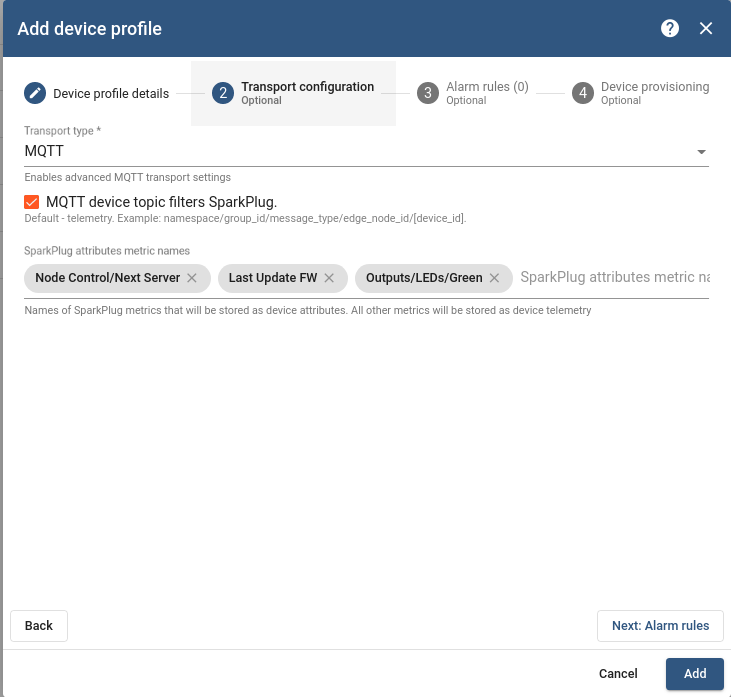 Add device profile
?
Device profile details
2 Transport configuration
Optional
3 Alarm rules (0)
Optional
4 Device provisioning
Optional
Transport type *
MQTT
Enables advanced MQTT transport settings
MQTT device topic filters SparkPlug.
Default - telemetry. Example: namespace/group_id/message_type/edge_node_id/[device_id].
SparkPlug attributes metric names
Node Control/Next Server Last Update FW Outputs/LEDs/Green SparkPlug attributes metric na
Names of SparkPlug metrics that will be stored as device attributes. All other metrics will be stored as device telemetry
Back Next: Alarm rules
Cancel Add